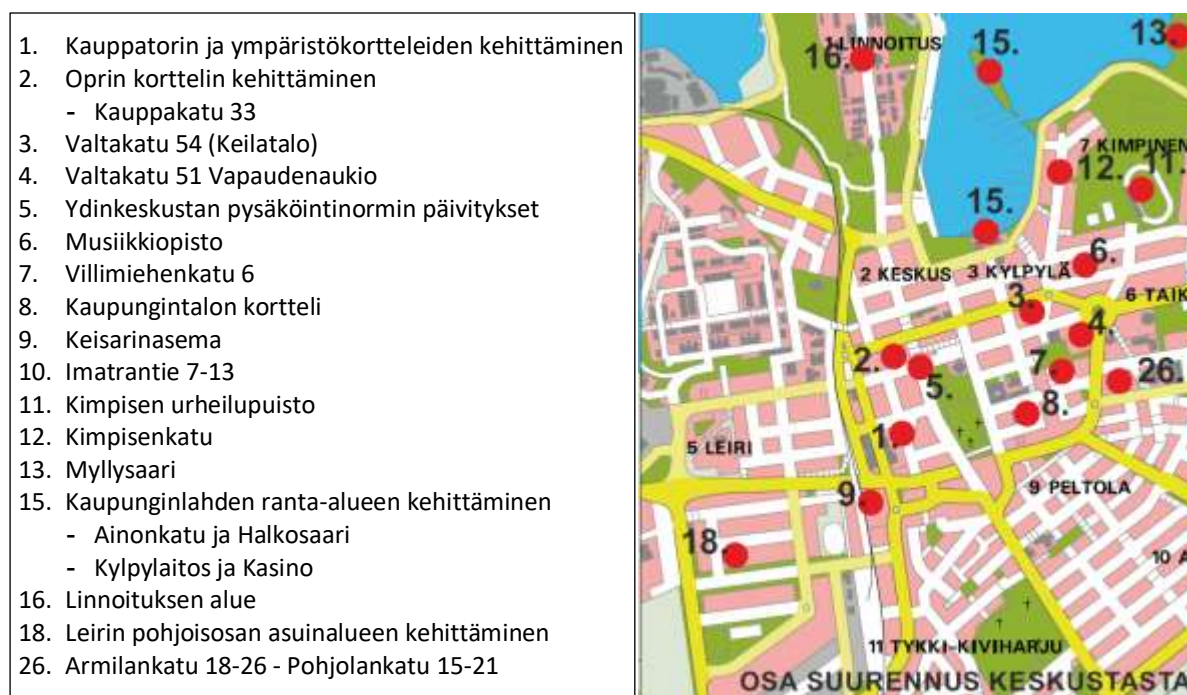 1. Kauppatorin ja ympäristökortteleiden kehittäminen
2. Oprin korttelin kehittäminen
- Kauppakatu 33
3. Valtakatu 54 (Keilatalo)
4. Valtakatu 51 Vapaudenaukio
5. Ydinkeskustan pysäköintinormin päivitykset
6. Musiikkiopisto
7. Villimiehenkatu 6
8. Kaupungintalon kortteli
9. Keisarinasema
10. Imatrantie 7-13
11. Kimpisen urheilupuisto
12. Kimpisenkatu
13. Myllysaari
15. Kaupunginlahden ranta-alueen kehittäminen
- Ainonkatu ja Halkosaari
- Kylpylaitos ja Kasino
16. Linnoituksen alue
18. Leirin pohjoisosan asuinalueen kehittäminen
26. Armilankatu 18-26 - Pohjolankatu 15-21
13.
1 LINNOITUS
15.
16.
7 KIMPINEN
12.
11.
15.
6.
2 KESKUS
3 KYLPYLÄ
6 TAIK
3.
4.
2.
5.
7.
26.
8.
1.
5 LEIRI
9 PELTOLA
9.
18.
10 A
11 TYKKI-KIVIHARJU
OSA SUURENNUS KESKUSTASTA